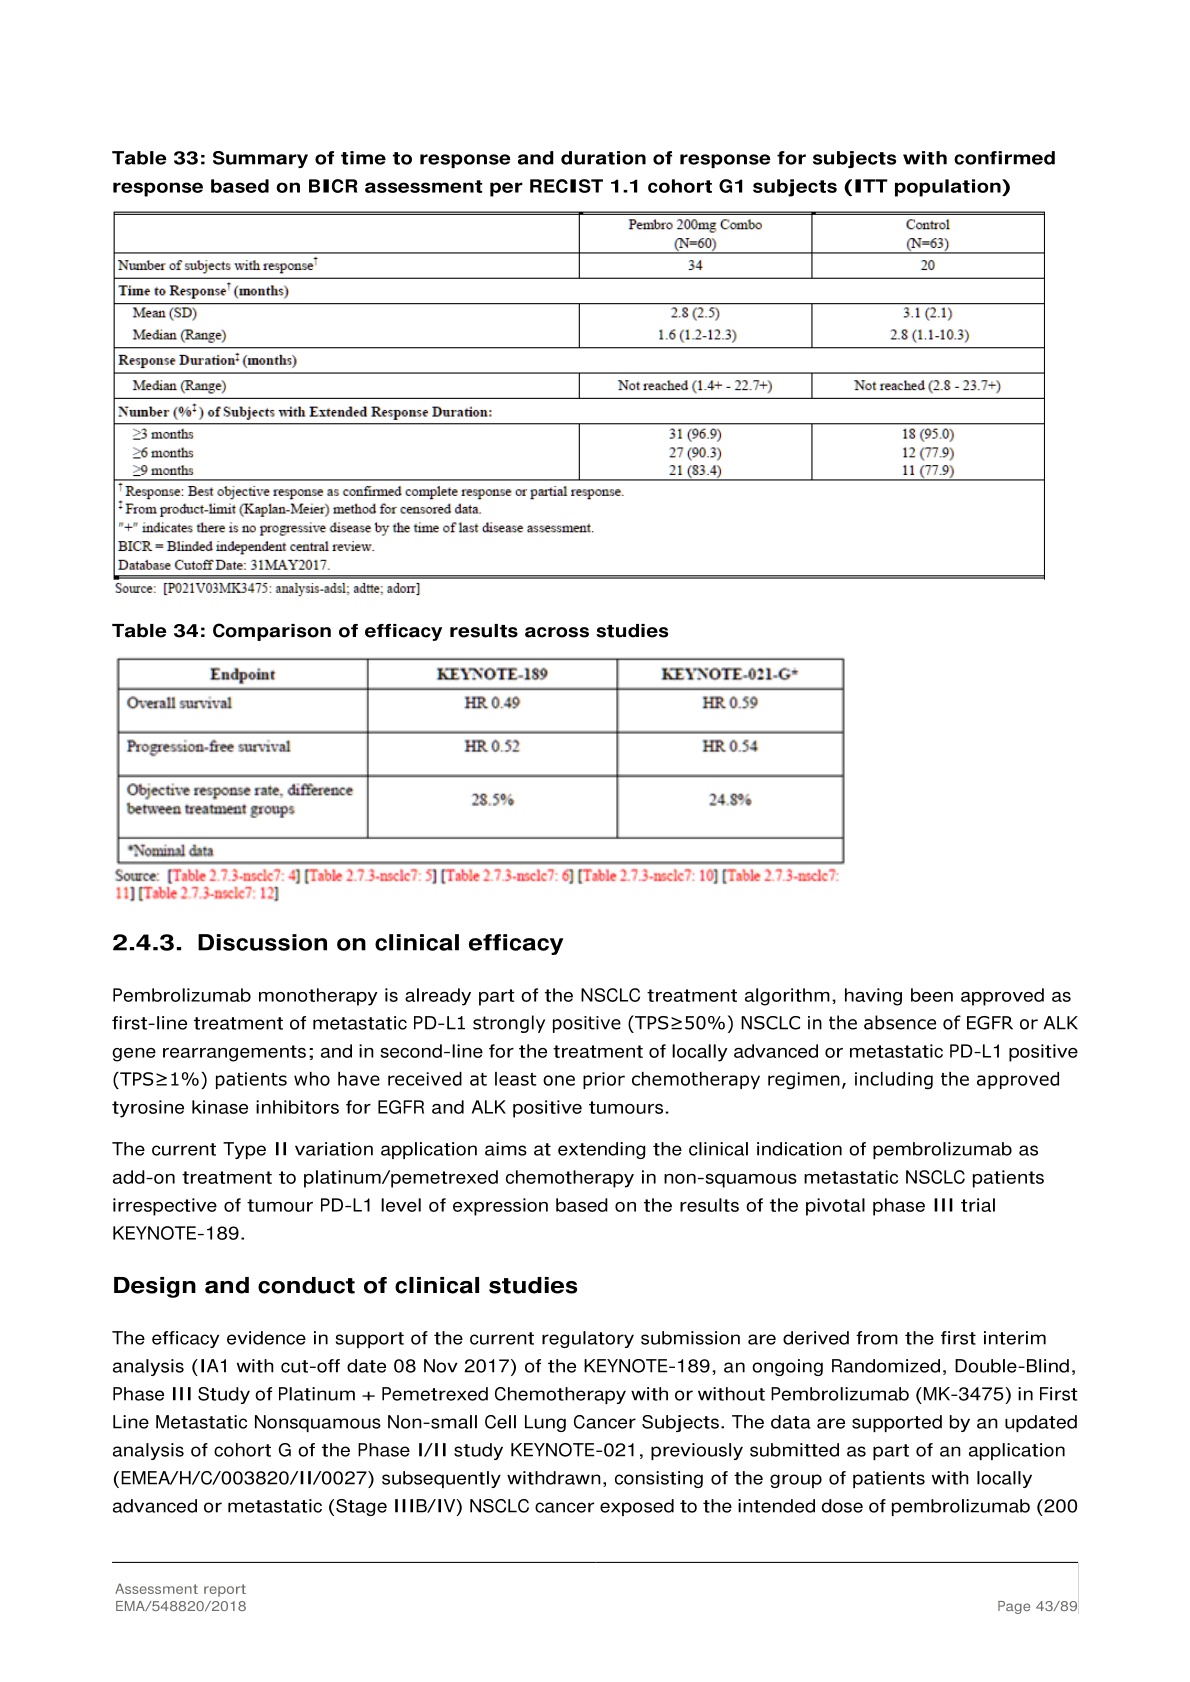 Table 33: Summary of time to response and duration of response for subjects with confirmed
response based on BICR assessment per RECIST 1.1 cohort G1 subjects (ITT population)
Pembro 200mg Combo Control
(N=60) (N=63)
Number of subjects with response† 34 20
Time to Response† (months)
Mean (SD) 2.8 (2.5) 3.1 (2.1)
Median (Range) 1.6 (1.2-12.3) 2.8 (1.1-10.3)
Response Duration‡ (months)
Median (Range) Not reached (1.4+ - 22.7+) Not reached (2.8 - 23.7+)
Number (%‡) of Subjects with Extended Response Duration:
≥3 months 31 (96.9) 18 (95.0)
≥6 months 27 (90.3) 12 (77.9)
≥9 months 21 (83.4) 11 (77.9)
† Response: Best objective response as confirmed complete response or partial response.
‡ From product-limit (Kaplan-Meier) method for censored data.
"+" indicates there is no progressive disease by the time of last disease assessment.
BICR = Blinded independent central review.
Database Cutoff Date: 31MAY2017.
Source: [P021V03MK3475: analysis-adsl; adtte; adorr]
Table 34: Comparison of efficacy results across studies
Endpoint KEYNOTE-189 KEYNOTE-021-G*
Overall survival HR 0.49 HR 0.59
Progression-free survival HR 0.52 HR 0.54
Objective response rate, difference
between treatment groups 28.5% 24.8%
*Nominal data
Source: [Table 2.7.3-nsclc7: 4] [Table 2.7.3-nsclc7: 5] [Table 2.7.3-nsclc7: 6] [Table 2.7.3-nsclc7: 10] [Table 2.7.3-nsclc7:
11] [Table 2.7.3-nsclc7: 12]
2.4.3. Discussion on clinical efficacy
Pembrolizumab monotherapy is already part of the NSCLC treatment algorithm, having been approved as
first-line treatment of metastatic PD-L1 strongly positive (TPS≥50%) NSCLC in the absence of EGFR or ALK
gene rearrangements; and in second-line for the treatment of locally advanced or metastatic PD-L1 positive
(TPS≥1%) patients who have received at least one prior chemotherapy regimen, including the approved
tyrosine kinase inhibitors for EGFR and ALK positive tumours.
The current Type II variation application aims at extending the clinical indication of pembrolizumab as
add-on treatment to platinum/pemetrexed chemotherapy in non-squamous metastatic NSCLC patients
irrespective of tumour PD-L1 level of expression based on the results of the pivotal phase III trial
KEYNOTE-189.
Design and conduct of clinical studies
The efficacy evidence in support of the current regulatory submission are derived from the first interim
analysis (IA1 with cut-off date 08 Nov 2017) of the KEYNOTE-189, an ongoing Randomized, Double-Blind,
Phase III Study of Platinum + Pemetrexed Chemotherapy with or without Pembrolizumab (MK-3475) in First
Line Metastatic Nonsquamous Non-small Cell Lung Cancer Subjects. The data are supported by an updated
analysis of cohort G of the Phase I/II study KEYNOTE-021, previously submitted as part of an application
(EMEA/H/C/003820/II/0027) subsequently withdrawn, consisting of the group of patients with locally
advanced or metastatic (Stage IIIB/IV) NSCLC cancer exposed to the intended dose of pembrolizumab (200
Assessment report
EMA/548820/2018 Page 43/89